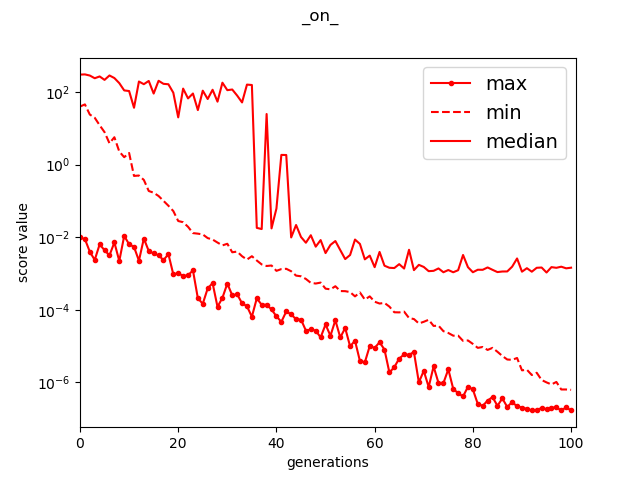 _on_
max
min
median
score value
10²
10⁰
10⁻²
10⁻⁴
10⁻⁶
0
20
40
60
80
100
generations